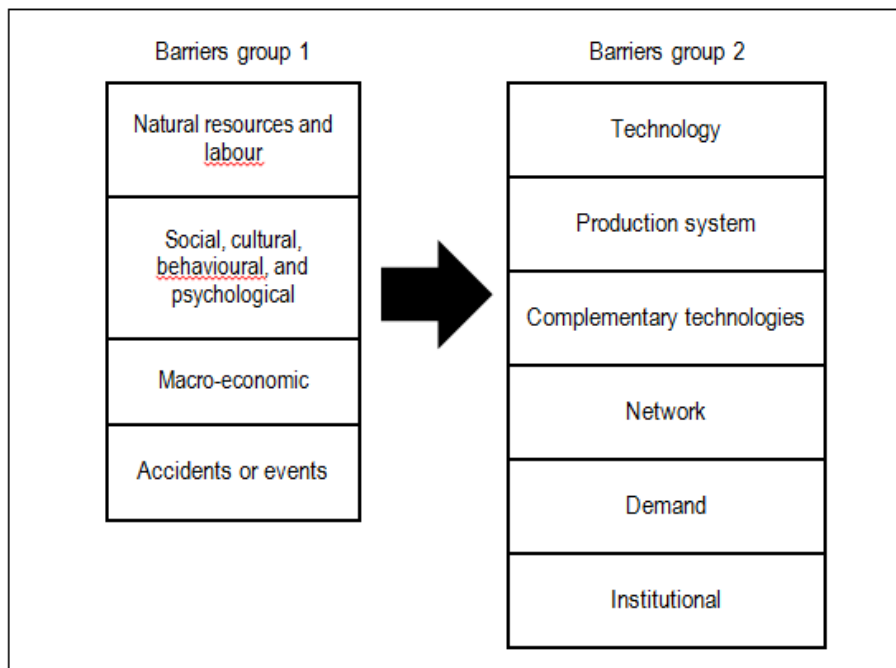 Barriers group 1
Natural resources and
labour
Social, cultural,
behavioural, and
psychological
Macro-economic
Accidents or events
Barriers group 2
Technology
Production system
Complementary technologies
Network
Demand
Institutional